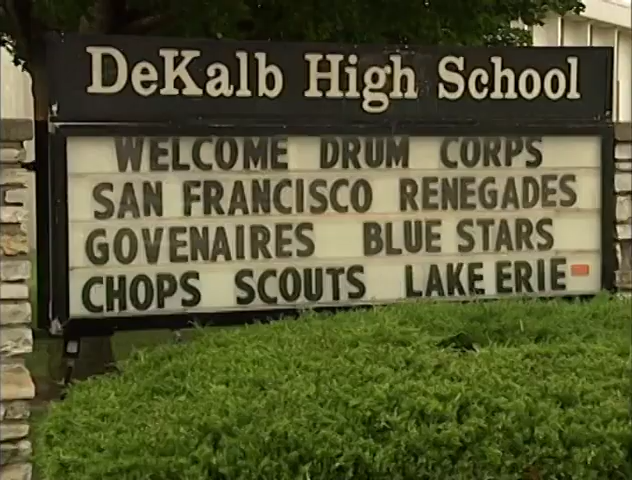 DeKalb High School
WELCOME DRUM CORPS
SAN FRANCISCO RENEGADES
GOVENAIRES BLUE STARS
CHOPS SCOUTS LAKE ERIE